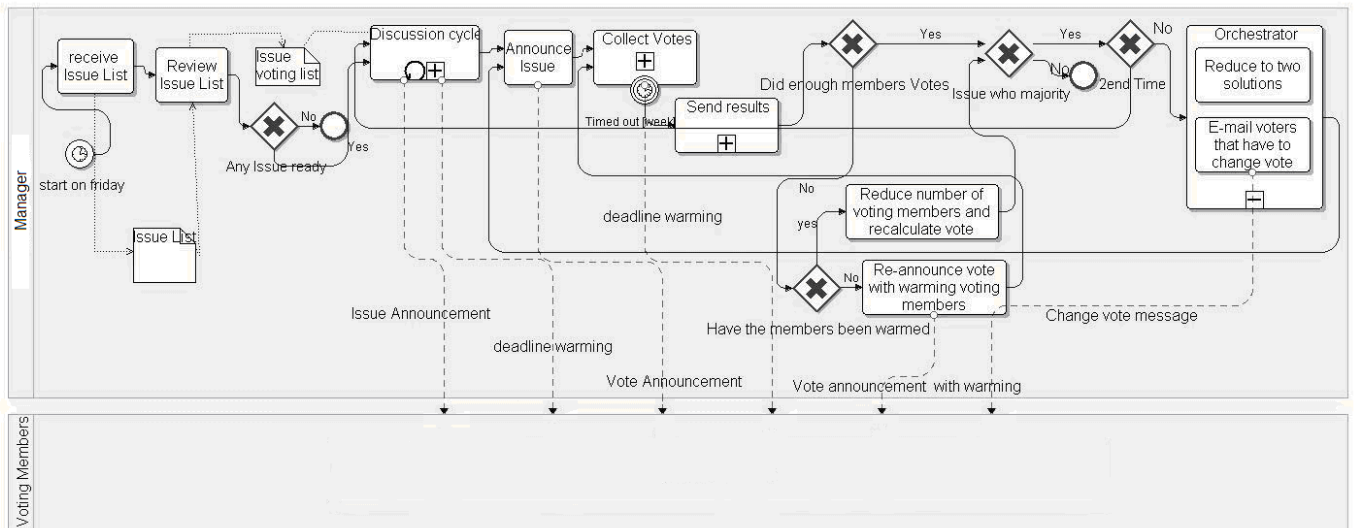 Manager
receive
Issue List
start on friday
Issue List
Review
Issue List
Issue
voting list
Any Issue ready
No
Yes
Discussion cycle
Announce
Issue
Collect Votes
Timed out [week]
Send results
Did enough members Votes
Yes
No
Issue who majority
Yes
No
2end Time
No
Orchestrator
Reduce to two
solutions
E-mail voters
that have to
change vote
deadline warming
Reduce number of
voting members and
recalculate vote
yes
No
Re-announce vote
with warming voting
members
Have the members been warmed
Issue Announcement
deadline warming
Vote Announcement
Vote announcement with warming
Change vote message
Voting Members